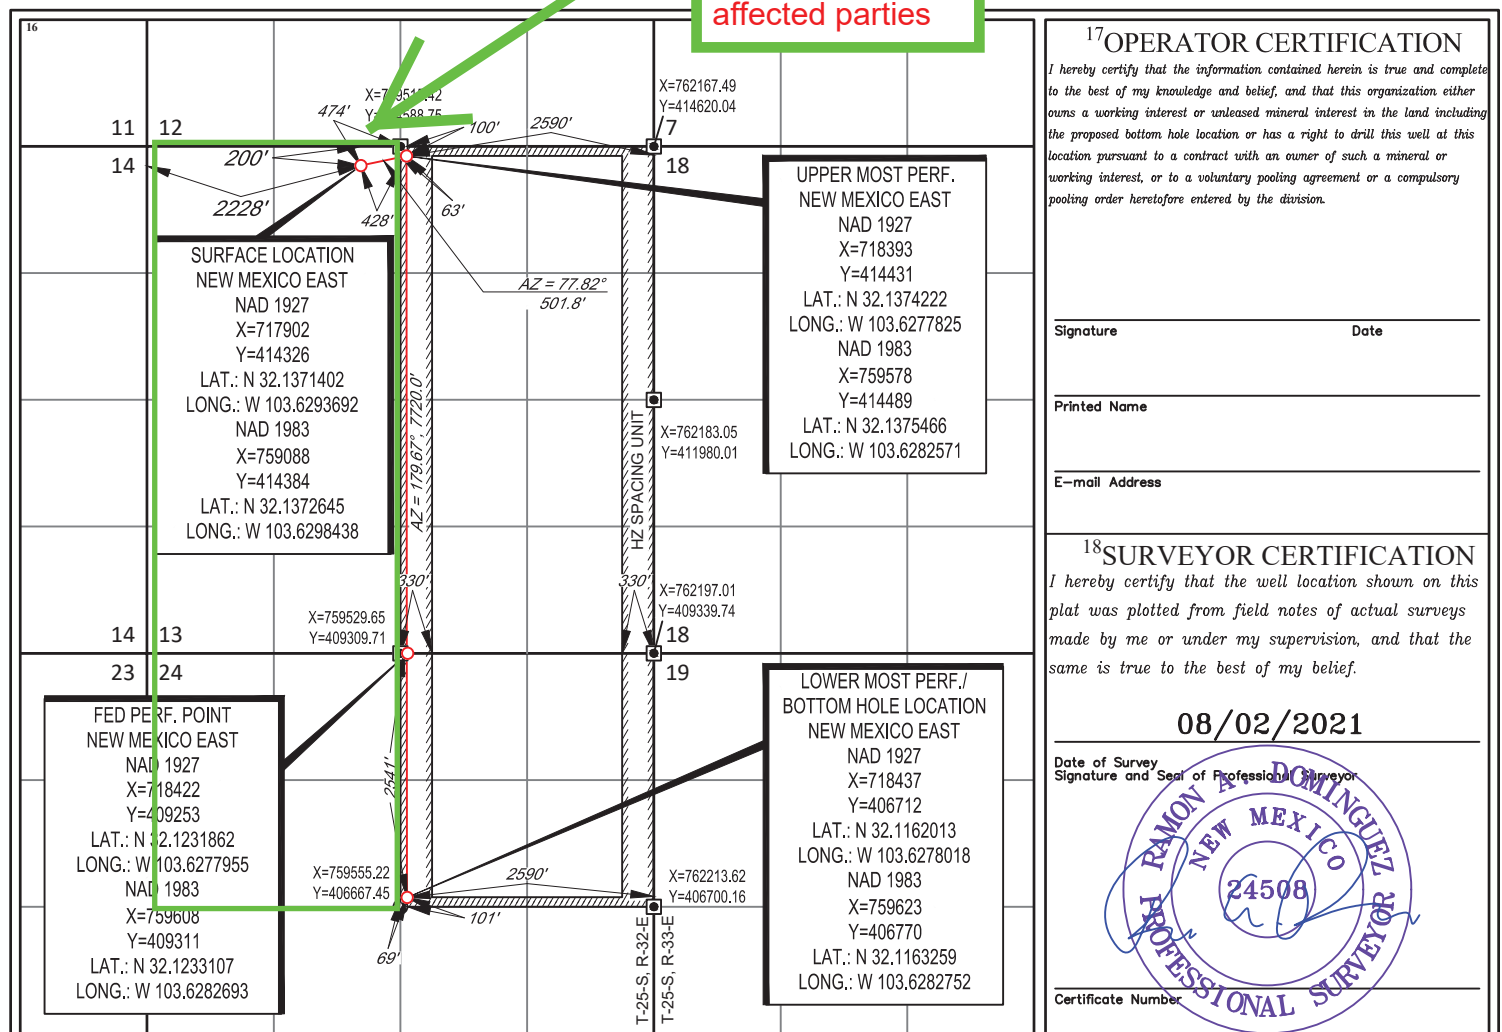 affected parties
16
X=762167.49
Y=414620.04
474'
100'
2590'
11 12
7
14
18
200'
2228'
428'
63'
AZ = 77.82°
501.8'
SURFACE LOCATION
NEW MEXICO EAST
NAD 1927
X=717902
Y=414326
LAT.: N 32.1371402
LONG.: W 103.6293692
NAD 1983
X=759088
Y=414384
LAT.: N 32.1372645
LONG.: W 103.6298438
UPPER MOST PERF.
NEW MEXICO EAST
NAD 1927
X=718393
Y=414431
LAT.: N 32.1374222
LONG.: W 103.6277825
NAD 1983
X=759578
Y=414489
LAT.: N 32.1375466
LONG.: W 103.6282571
AZ = 179.67°, 7720.0'
HZ SPACING UNIT
X=762183.05
Y=411980.01
330'
330'
X=762197.01
Y=409339.74
X=759529.65
Y=409309.71
14 13
18
23 24
19
FED PERF. POINT
NEW MEXICO EAST
NAD 1927
X=718422
Y=409253
LAT.: N 32.1231862
LONG.: W 103.6277955
NAD 1983
X=759608
Y=409311
LAT.: N 32.1233107
LONG.: W 103.6282693
2541'
X=759555.22
Y=406667.45
2590'
X=762213.62
Y=406700.16
101'
69'
T-25-S, R-32-E
T-25-S, R-33-E
LOWER MOST PERF./
BOTTOM HOLE LOCATION
NEW MEXICO EAST
NAD 1927
X=718437
Y=406712
LAT.: N 32.1162013
LONG.: W 103.6278018
NAD 1983
X=759623
Y=406770
LAT.: N 32.1163259
LONG.: W 103.6282752
17OPERATOR CERTIFICATION
I hereby certify that the information contained herein is true and complete
to the best of my knowledge and belief, and that this organization either
owns a working interest or unleased mineral interest in the land including
the proposed bottom hole location or has a right to drill this well at this
location pursuant to a contract with an owner of such a mineral or
working interest, or to a voluntary pooling agreement or a compulsory
pooling order heretofore entered by the division.
Signature Date
Printed Name
E-mail Address
18SURVEYOR CERTIFICATION
I hereby certify that the well location shown on this
plat was plotted from field notes of actual surveys
made by me or under my supervision, and that the
same is true to the best of my belief.
08/02/2021
Date of Survey
Signature and Seal of Professional Surveyor
RAMON A. DOMINGUEZ
NEW MEXICO
24508
PROFESSIONAL SURVEYOR
Certificate Number